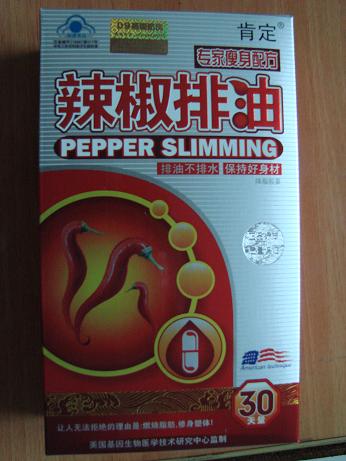 肯定®
专家瘦身配方
辣椒排油
PEPPER SLIMMING
排油不排水 保持好身材
American technique
30
天量
让人无法拒绝的理由是:燃烧脂肪,修身塑体!
美国基因生物医学技术研究中心监制